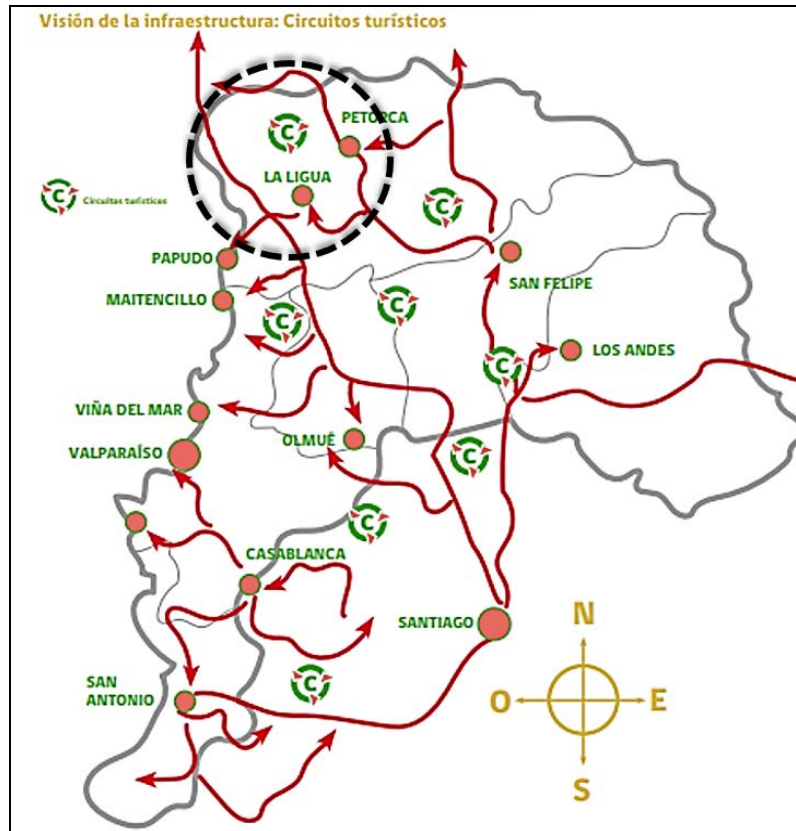 Visión de la infraestructura: Circuitos turísticos
PETORCA
C
LA LIGUA
C
Circuitos turísticos
C
PAPUDO
SAN FELIPE
MAITENCILLO
C
C
LOS ANDES
C
VIÑA DEL MAR
OLMUÉ
VALPARAÍSO
C
C
CASABLANCA
SANTIAGO
N
SAN
ANTONIO
C
O
E
S